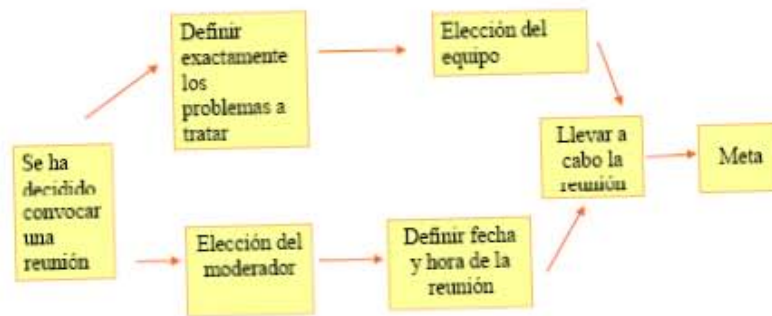 Se ha
decidido
convocar
una
reunión
Definir
exactamente
los
problemas a
tratar
Elección del
equipo
Elección del
moderador
Definir fecha
y hora de la
reunión
Llevar a
cabo la
reunión
Meta